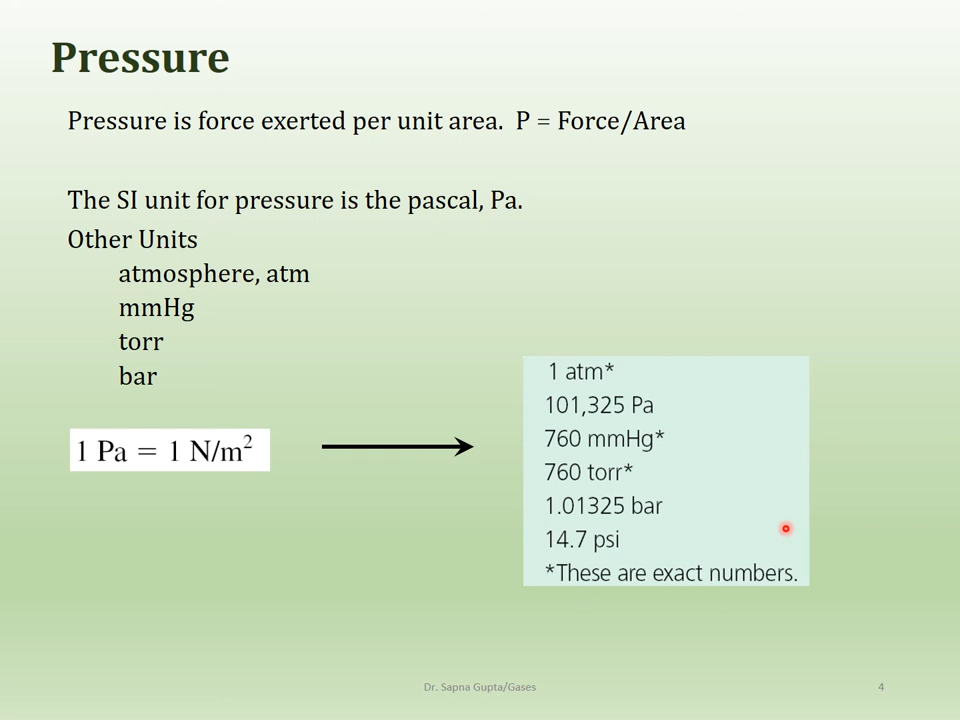 Pressure
Pressure is force exerted per unit area.  P = Force/Area
The SI unit for pressure is the pascal, Pa.
Other Units
atmosphere, atm
mmHg
torr
bar
1 Pa = 1 N/m²
1 atm*
101,325 Pa
760 mmHg*
760 torr*
1.01325 bar
14.7 psi
*These are exact numbers.
Dr. Sapna Gupta/Gases
4